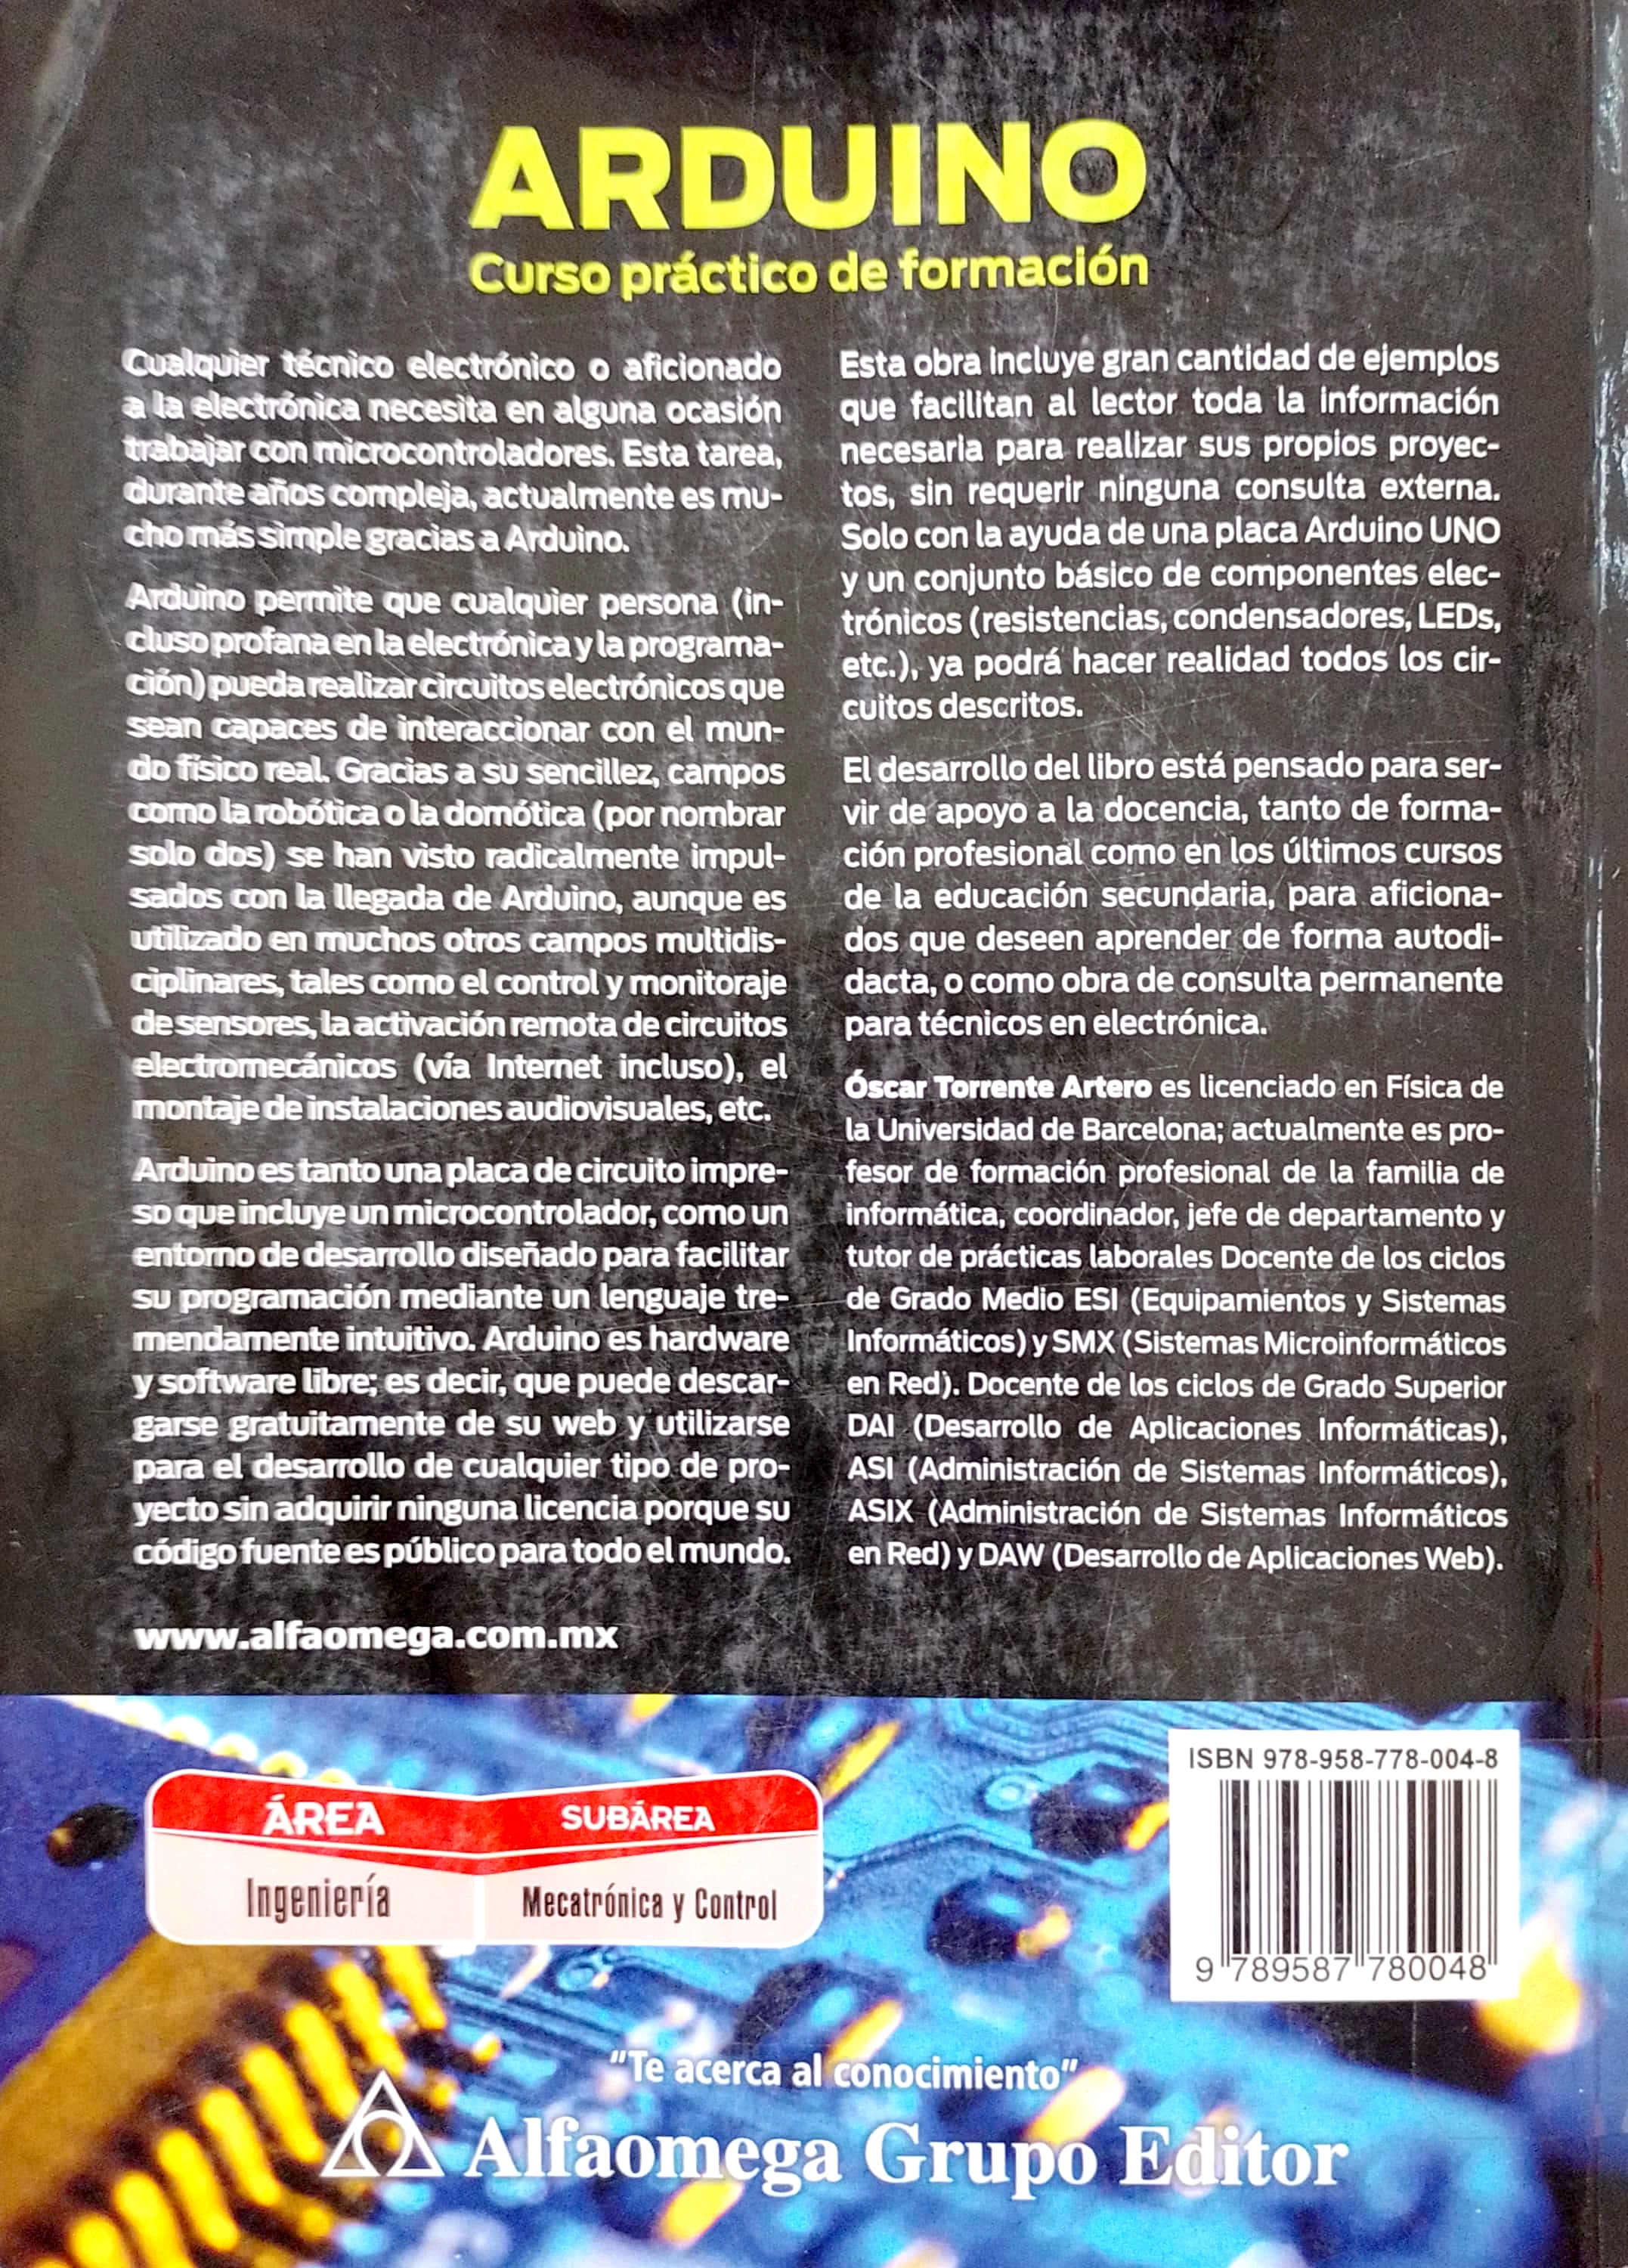 ARDUINO
Curso práctico de formación
Cualquier técnico electrónico o aficionado
a la electrónica necesita en alguna ocasión
trabajar con microcontroladores. Esta tarea,
durante años compleja, actualmente es mu-
cho más simple gracias a Arduino.
Arduino permite que cualquier persona (in-
cluso profana en la electrónica y la programa-
ción) pueda realizar circuitos electrónicos que
sean capaces de interaccionar con el mun-
do físico real. Gracias a su sencillez, campos
como la robótica o la domótica (por nombrar
solo dos) se han visto radicalmente impul-
sados con la llegada de Arduino, aunque es
utilizado en muchos otros campos multidis-
ciplinares, tales como el control y monitoraje
de sensores, la activación remota de circuitos
electromecánicos (vía Internet incluso), el
montaje de instalaciones audiovisuales, etc.
Arduino es tanto una placa de circuito impre-
so que incluye un microcontrolador, como un
entorno de desarrollo diseñado para facilitar
su programación mediante un lenguaje tre-
mendamente intuitivo. Arduino es hardware
y software libre; es decir, que puede descar-
garse gratuitamente de su web y utilizarse
para el desarrollo de cualquier tipo de pro-
yecto sin adquirir ninguna licencia porque su
código fuente es público para todo el mundo.
www.alfaomega.com.mx
Esta obra incluye gran cantidad de ejemplos
que facilitan al lector toda la información
necesaria para realizar sus propios proyec-
tos, sin requerir ninguna consulta externa.
Solo con la ayuda de una placa Arduino UNO
y un conjunto básico de componentes elec-
trónicos (resistencias, condensadores, LEDs,
etc.), ya podrá hacer realidad todos los cir-
cuitos descritos.
El desarrollo del libro está pensado para ser-
vir de apoyo a la docencia, tanto de forma-
ción profesional como en los últimos cursos
de la educación secundaria, para aficiona-
dos que deseen aprender de forma autodi-
dacta, o como obra de consulta permanente
para técnicos en electrónica.
Óscar Torrente Artero es licenciado en Física de
la Universidad de Barcelona; actualmente es pro-
fesor de formación profesional de la familia de
informática, coordinador, jefe de departamento y
tutor de prácticas laborales Docente de los ciclos
de Grado Medio ESI (Equipamientos y Sistemas
Informáticos) y SMX (Sistemas Microinformáticos
en Red). Docente de los ciclos de Grado Superior
DAI (Desarrollo de Aplicaciones Informáticas),
ASI (Administración de Sistemas Informáticos),
ASIX (Administración de Sistemas Informáticos
en Red) y DAW (Desarrollo de Aplicaciones Web).
ÁREA
SUBÁREA
Ingeniería
Mecatrónica y Control
ISBN 978-958-778-004-8
9 789587 780048
"Te acerca al conocimiento"
Alfaomega Grupo Editor